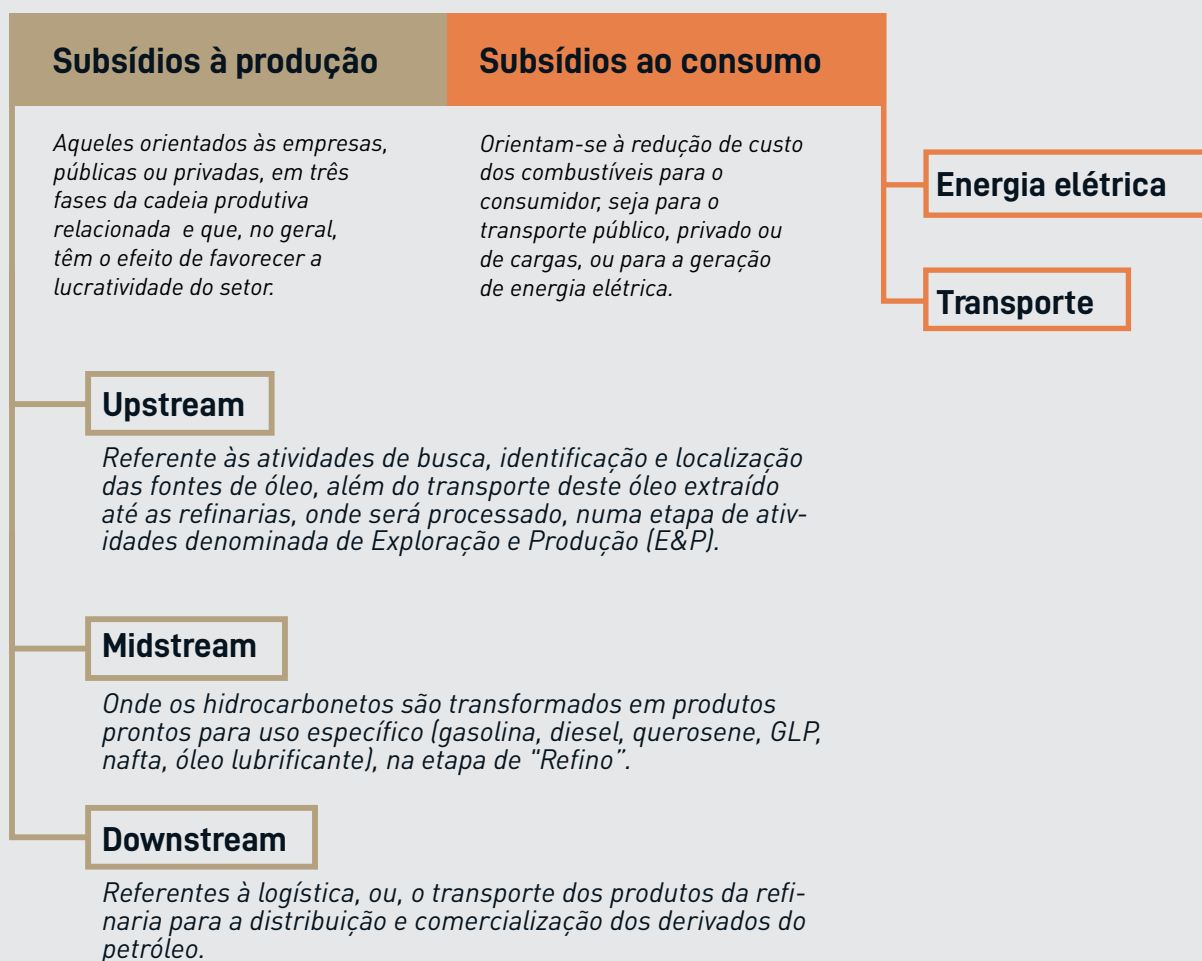 Subsídios à produção
Aqueles orientados às empresas,
públicas ou privadas, em três
fases da cadeia produtiva
relacionada e que, no geral,
têm o efeito de favorecer a
lucratividade do setor.
Subsídios ao consumo
Orientam-se à redução de custo
dos combustíveis para o
consumidor, seja para o
transporte público, privado ou
de cargas, ou para a geração
de energia elétrica.
Energia elétrica
Transporte
Upstream
Referente às atividades de busca, identificação e localização
das fontes de óleo, além do transporte deste óleo extraído
até as refinarias, onde será processado, numa etapa de ativ-
idades denominada de Exploração e Produção (E&P).
Midstream
Onde os hidrocarbonetos são transformados em produtos
prontos para uso específico (gasolina, diesel, querosene, GLP,
nafta, óleo lubrificante), na etapa de "Refino”.
Downstream
Referentes à logística, ou, o transporte dos produtos da refi-
naria para a distribuição e comercialização dos derivados do
petróleo.